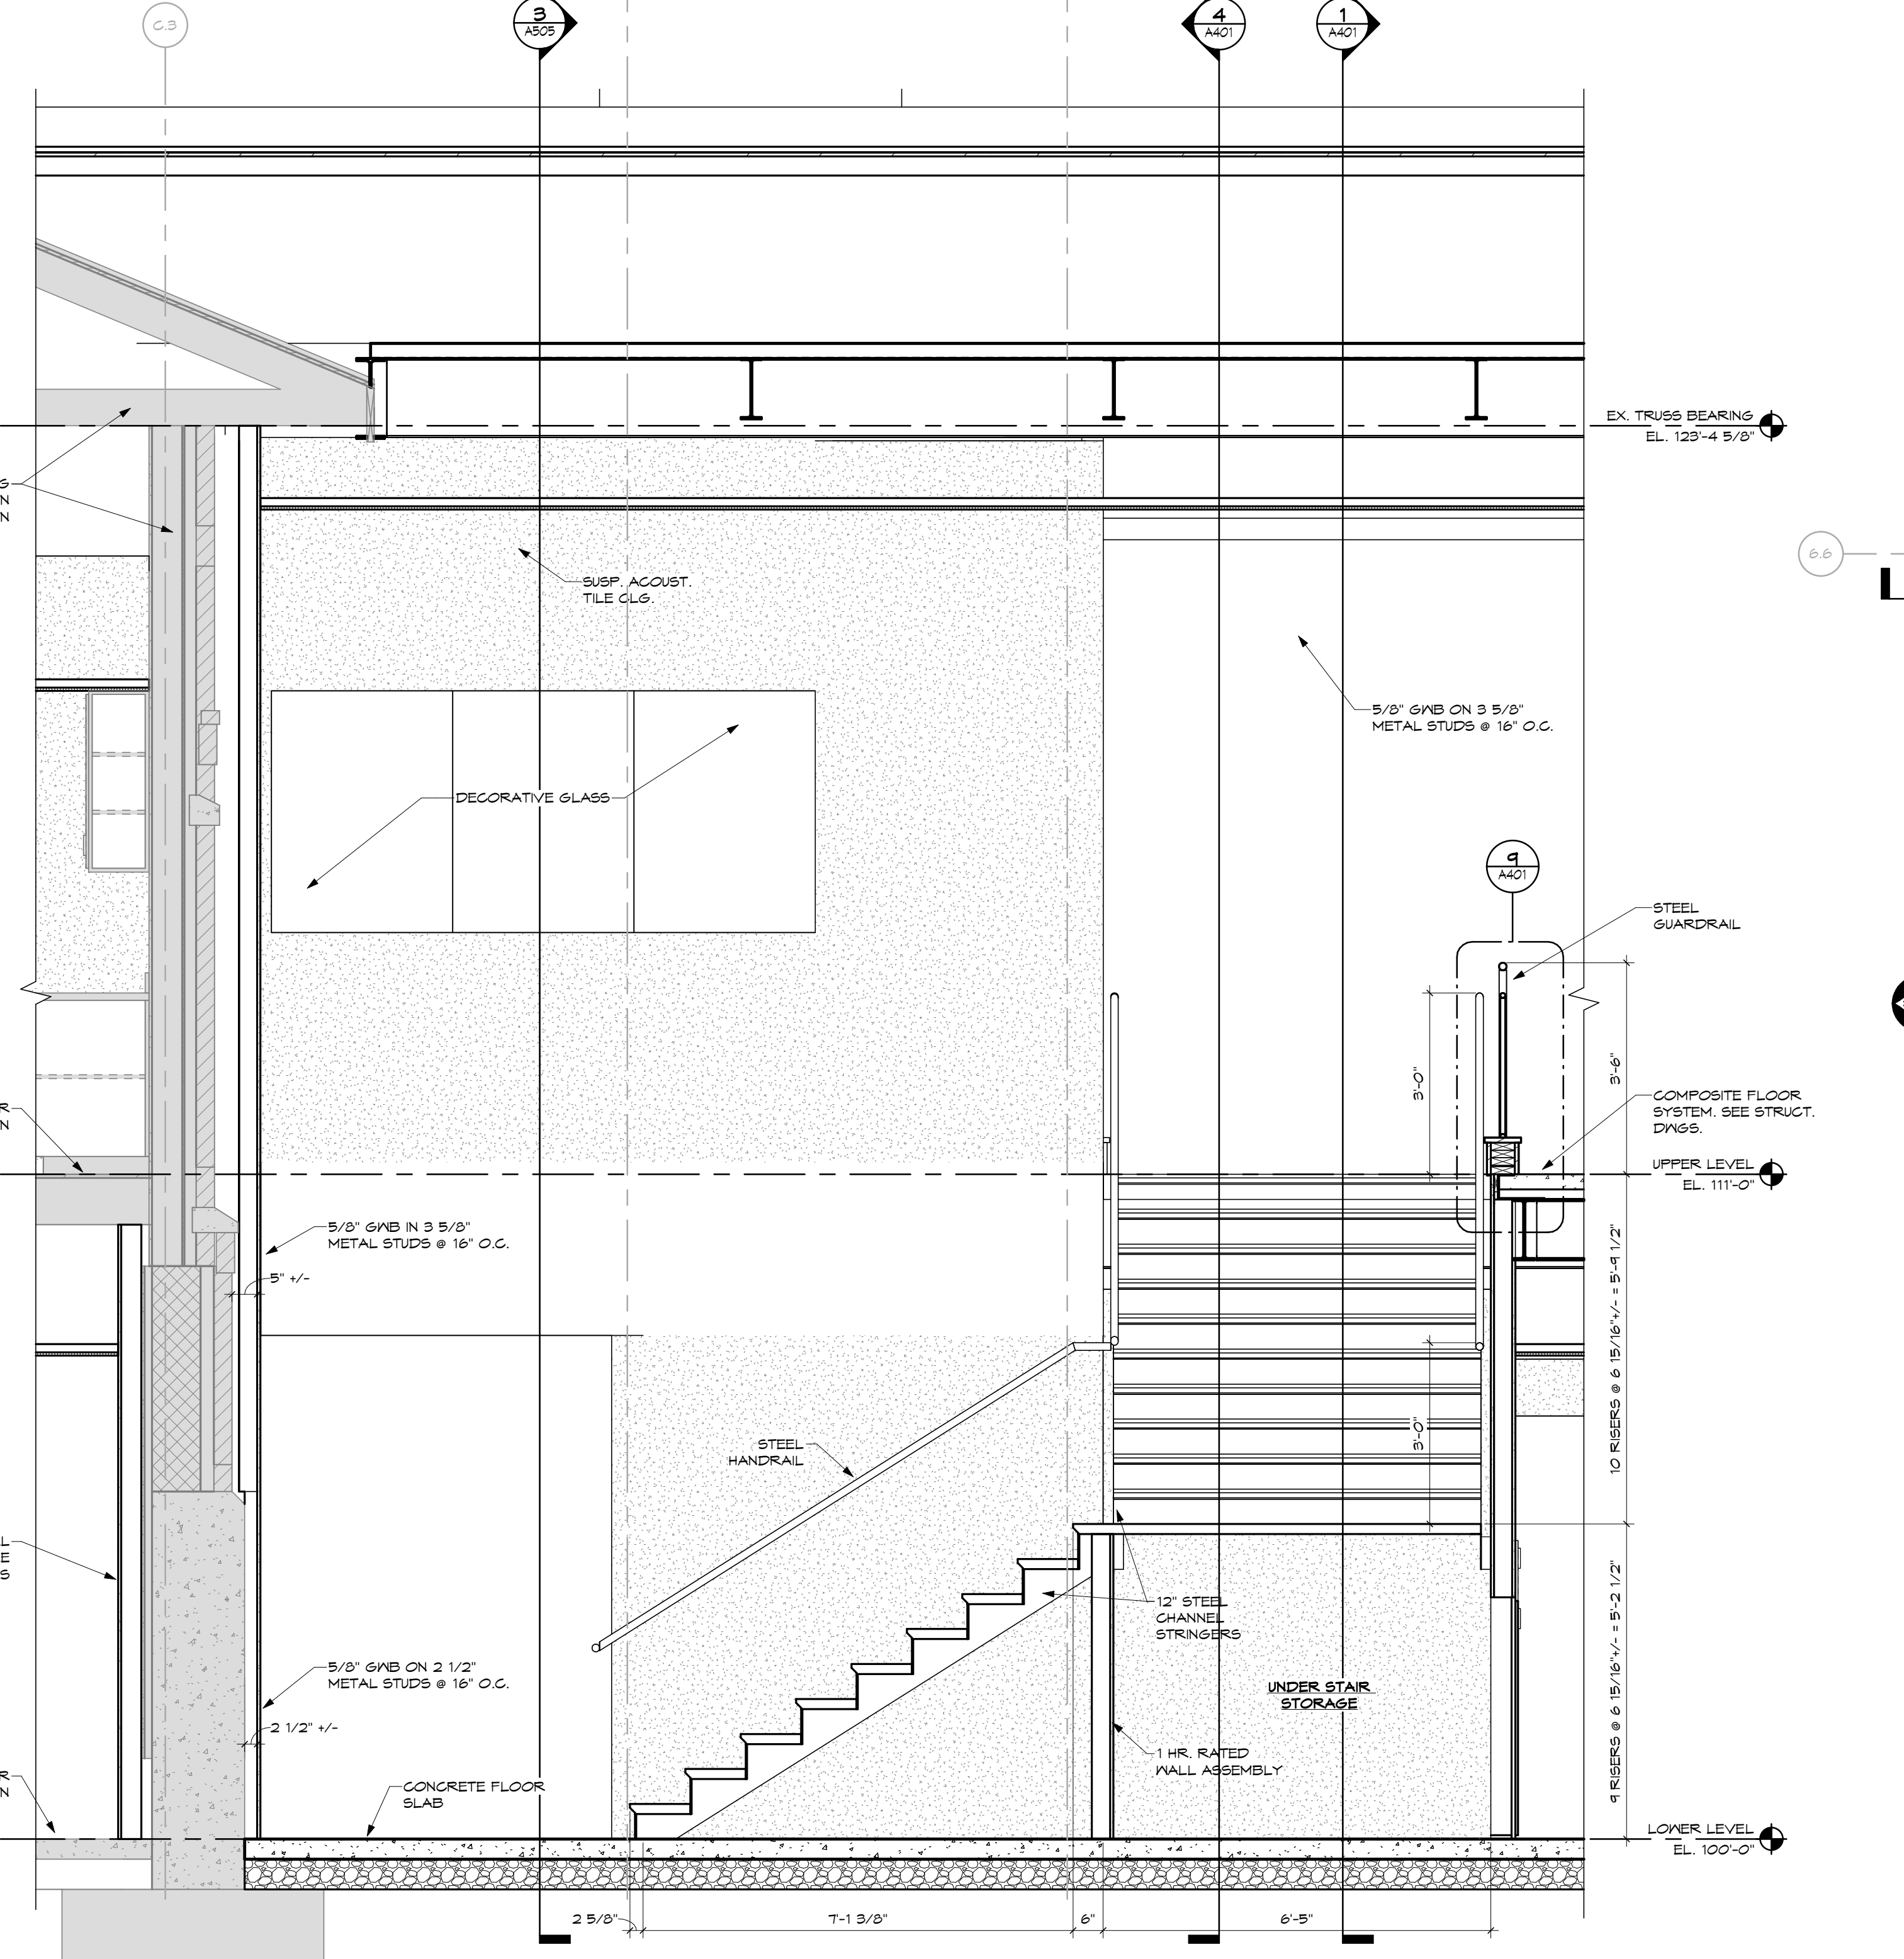 C.3
3
A505
4
A401
1
A401
EX. TRUSS BEARING
EL. 123'-4 5/8"
G
N
N
6.6
SUSP. ACOUST.
TILE CLG.
5/8" GWB ON 3 5/8"
METAL STUDS @ 16" O.C.
DECORATIVE GLASS
9
A401
STEEL
GUARDRAIL
3'-0"
3'-6"
COMPOSITE FLOOR
SYSTEM. SEE STRUCT.
DWGS.
R
N
UPPER LEVEL
EL. 111'-0"
5/8" GWB IN 3 5/8"
METAL STUDS @ 16" O.C.
5" +/-
10 RISERS @ 6 15/16"+/- = 5'-9 1/2"
STEEL
HANDRAIL
3'-0"
L
E
S
12" STEEL
CHANNEL
STRINGERS
9 RISERS @ 6 15/16"+/- = 5'-2 1/2"
5/8" GWB ON 2 1/2"
METAL STUDS @ 16" O.C.
UNDER STAIR
STORAGE
2 1/2" +/-
1 HR. RATED
WALL ASSEMBLY
R
N
CONCRETE FLOOR
SLAB
LOWER LEVEL
EL. 100'-0"
2 5/8"
7'-1 3/8"
6"
6'-5"